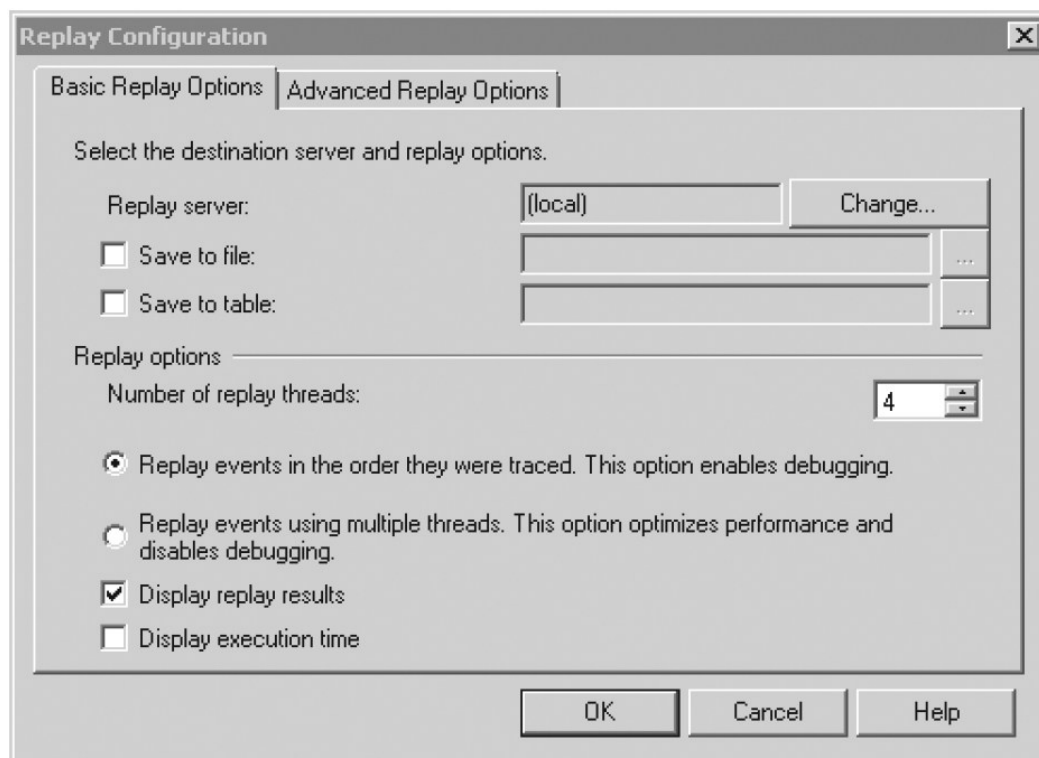 Replay Configuration
Basic Replay Options
Advanced Replay Options
Select the destination server and replay options.
Replay server:
(local)
Change...
Save to file:
...
Save to table:
...
Replay options
Number of replay threads:
4
Replay events in the order they were traced. This option enables debugging.
Replay events using multiple threads. This option optimizes performance and
disables debugging.
Display replay results
Display execution time
OK
Cancel
Help